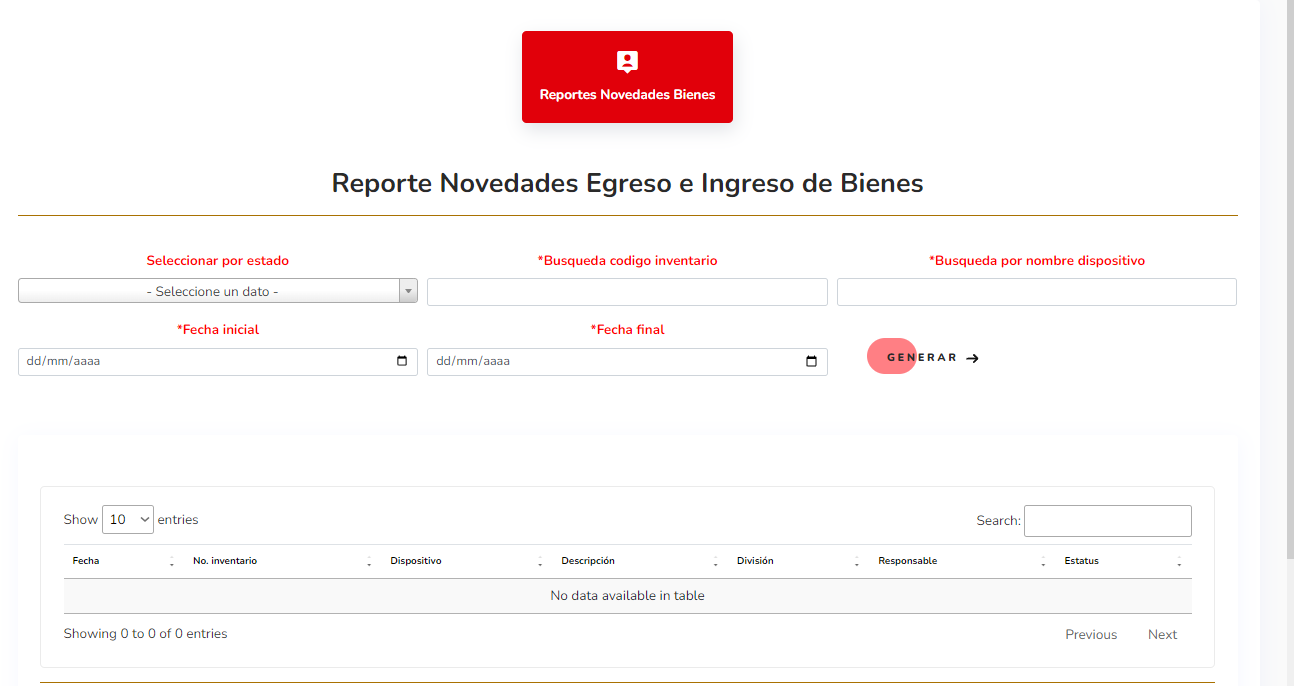 Reportes Novedades Bienes
Reporte Novedades Egreso e Ingreso de Bienes
Seleccionar por estado
*Busqueda codigo inventario
*Busqueda por nombre dispositivo
- Seleccione un dato -
*Fecha inicial
*Fecha final
dd/mm/aaaa
dd/mm/aaaa
GENERAR →
Show 10 entries
Search:
Fecha No. inventario Dispositivo Descripción División Responsable Estatus
No data available in table
Showing 0 to 0 of 0 entries
Previous Next